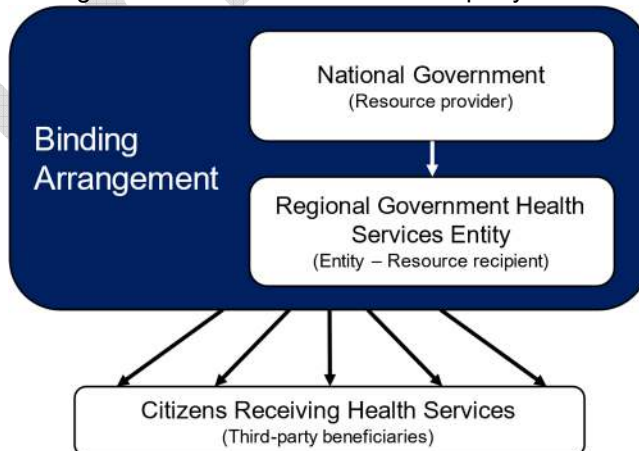 National Government
(Resource provider)
Binding
Arrangement
Regional Government Health
Services Entity
(Entity – Resource recipient)
Citizens Receiving Health Services
(Third-party beneficiaries)